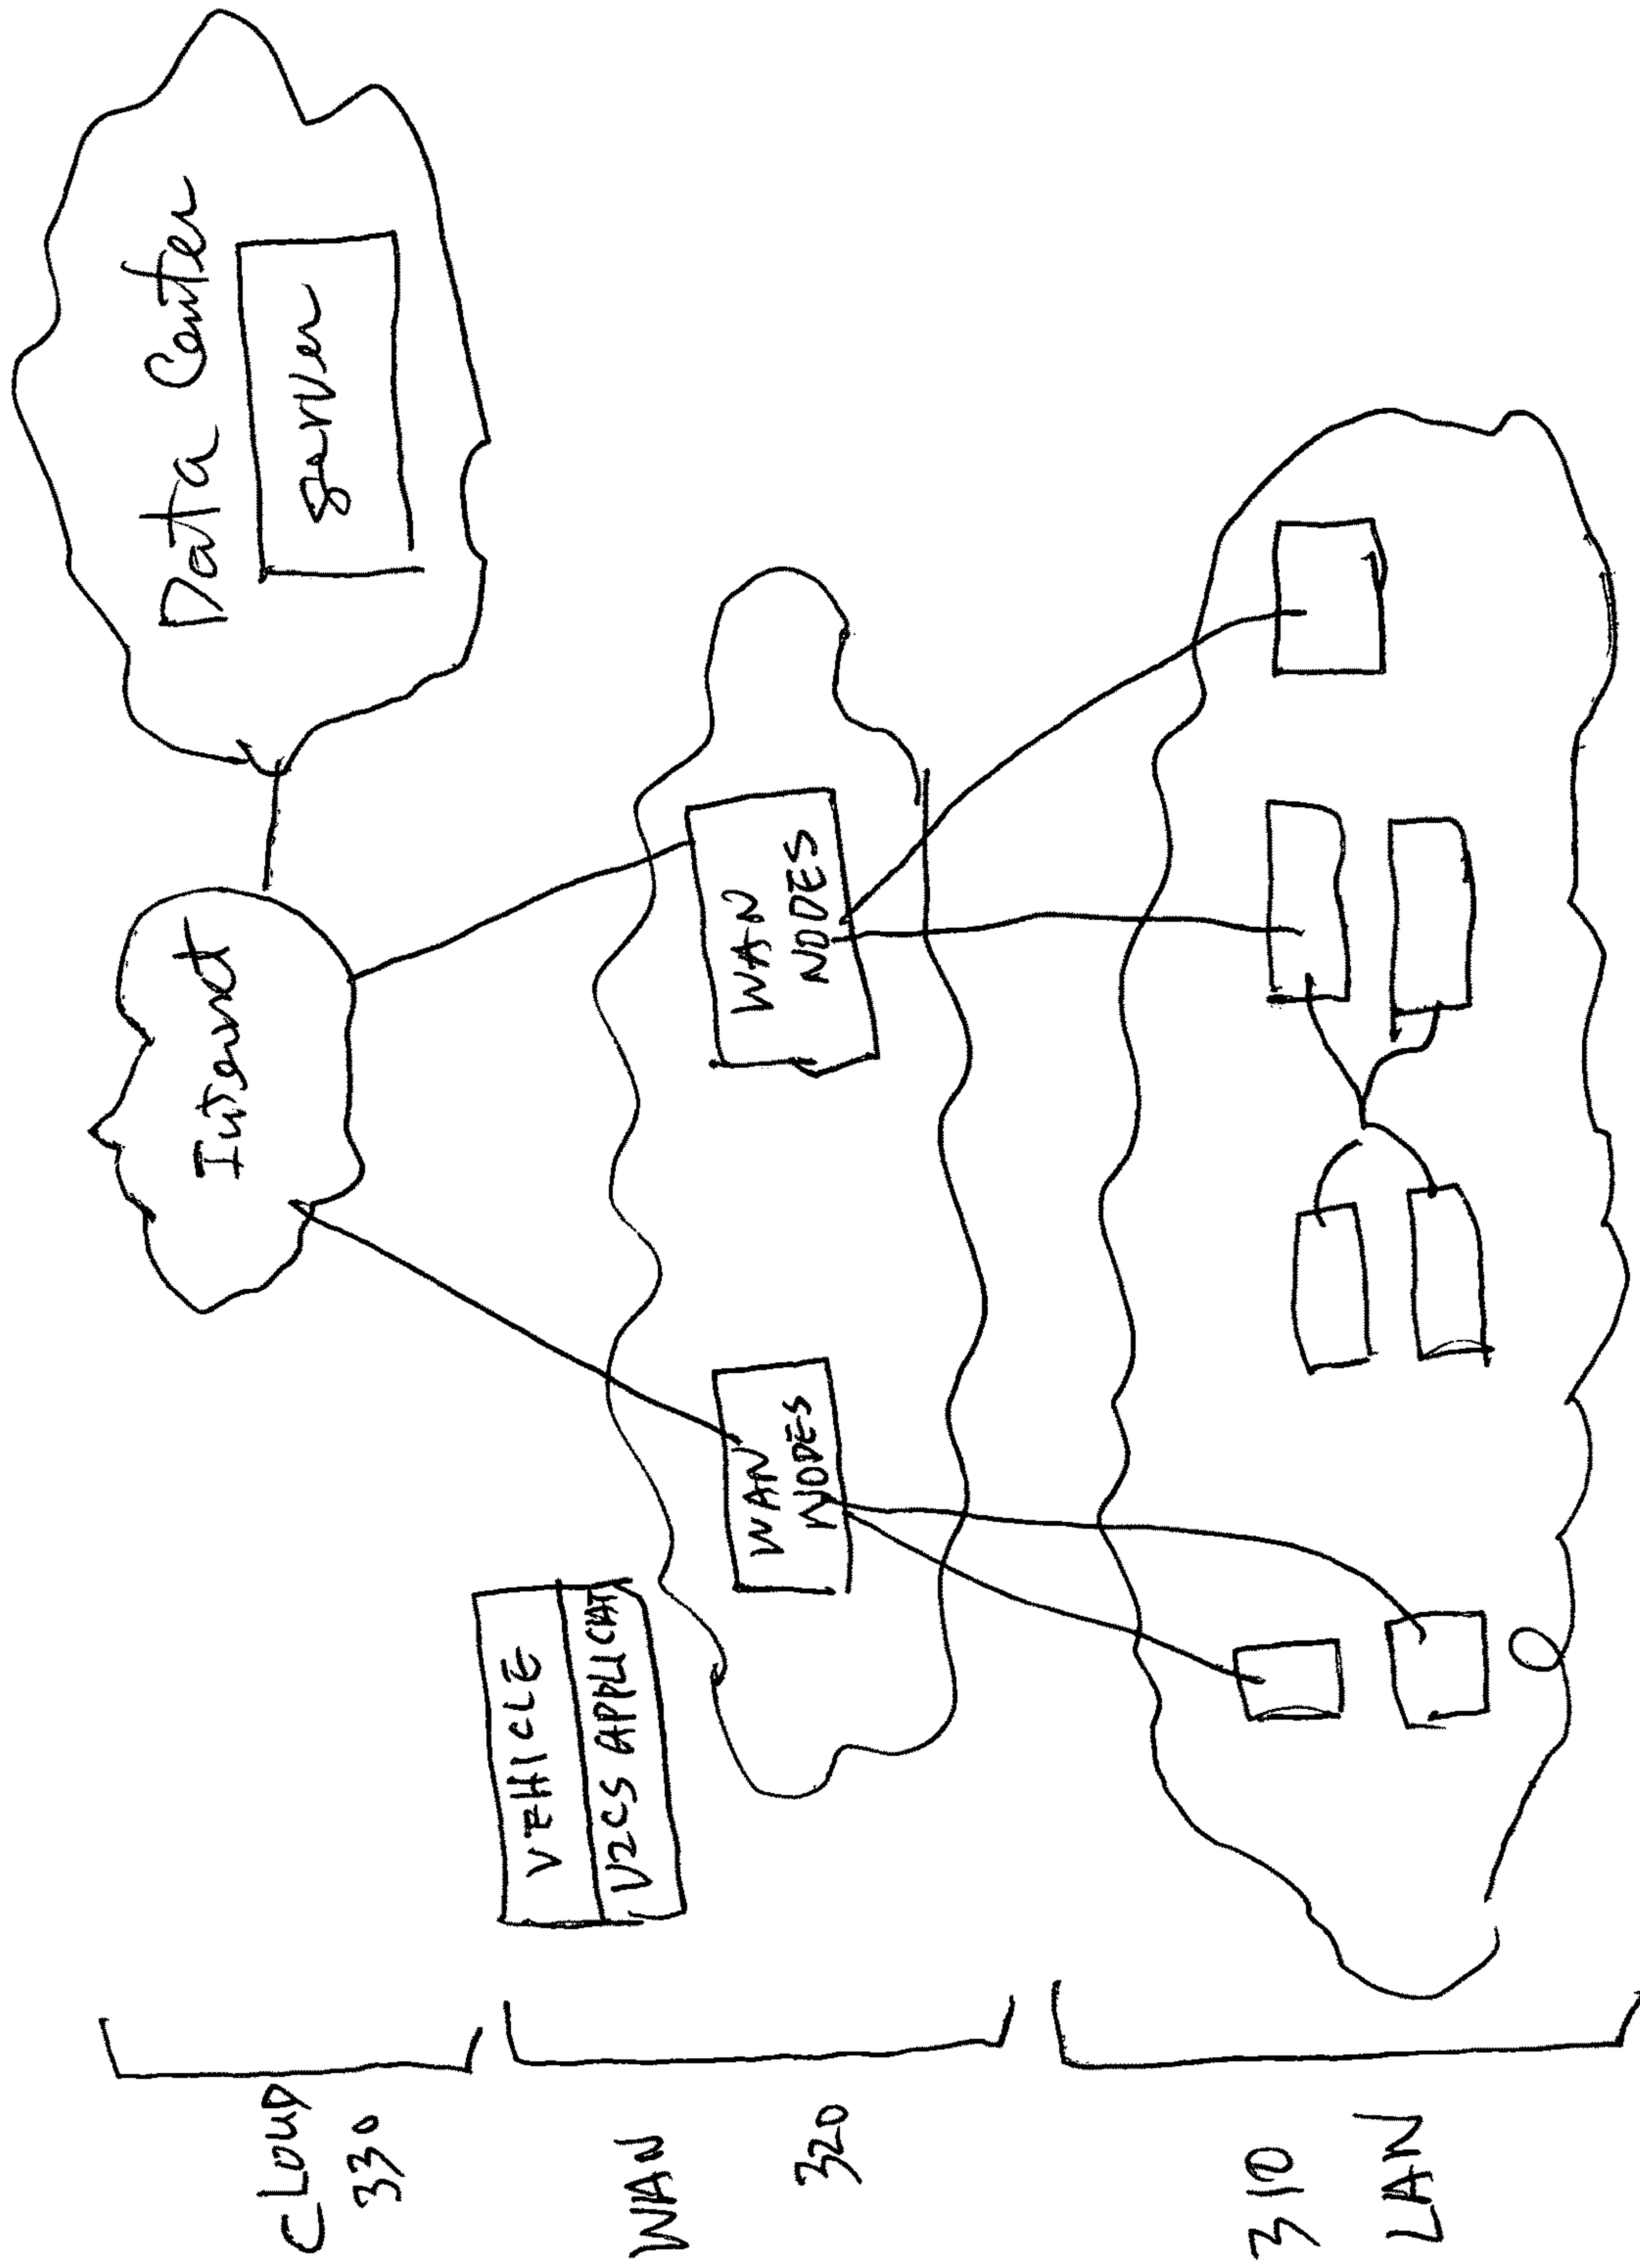 CLOUD
330
Internet
Data Center
server
VEHICLE
V2CS APPLICAT
WAN
320
WAN
NODES
WAN
NODES
310
LAN